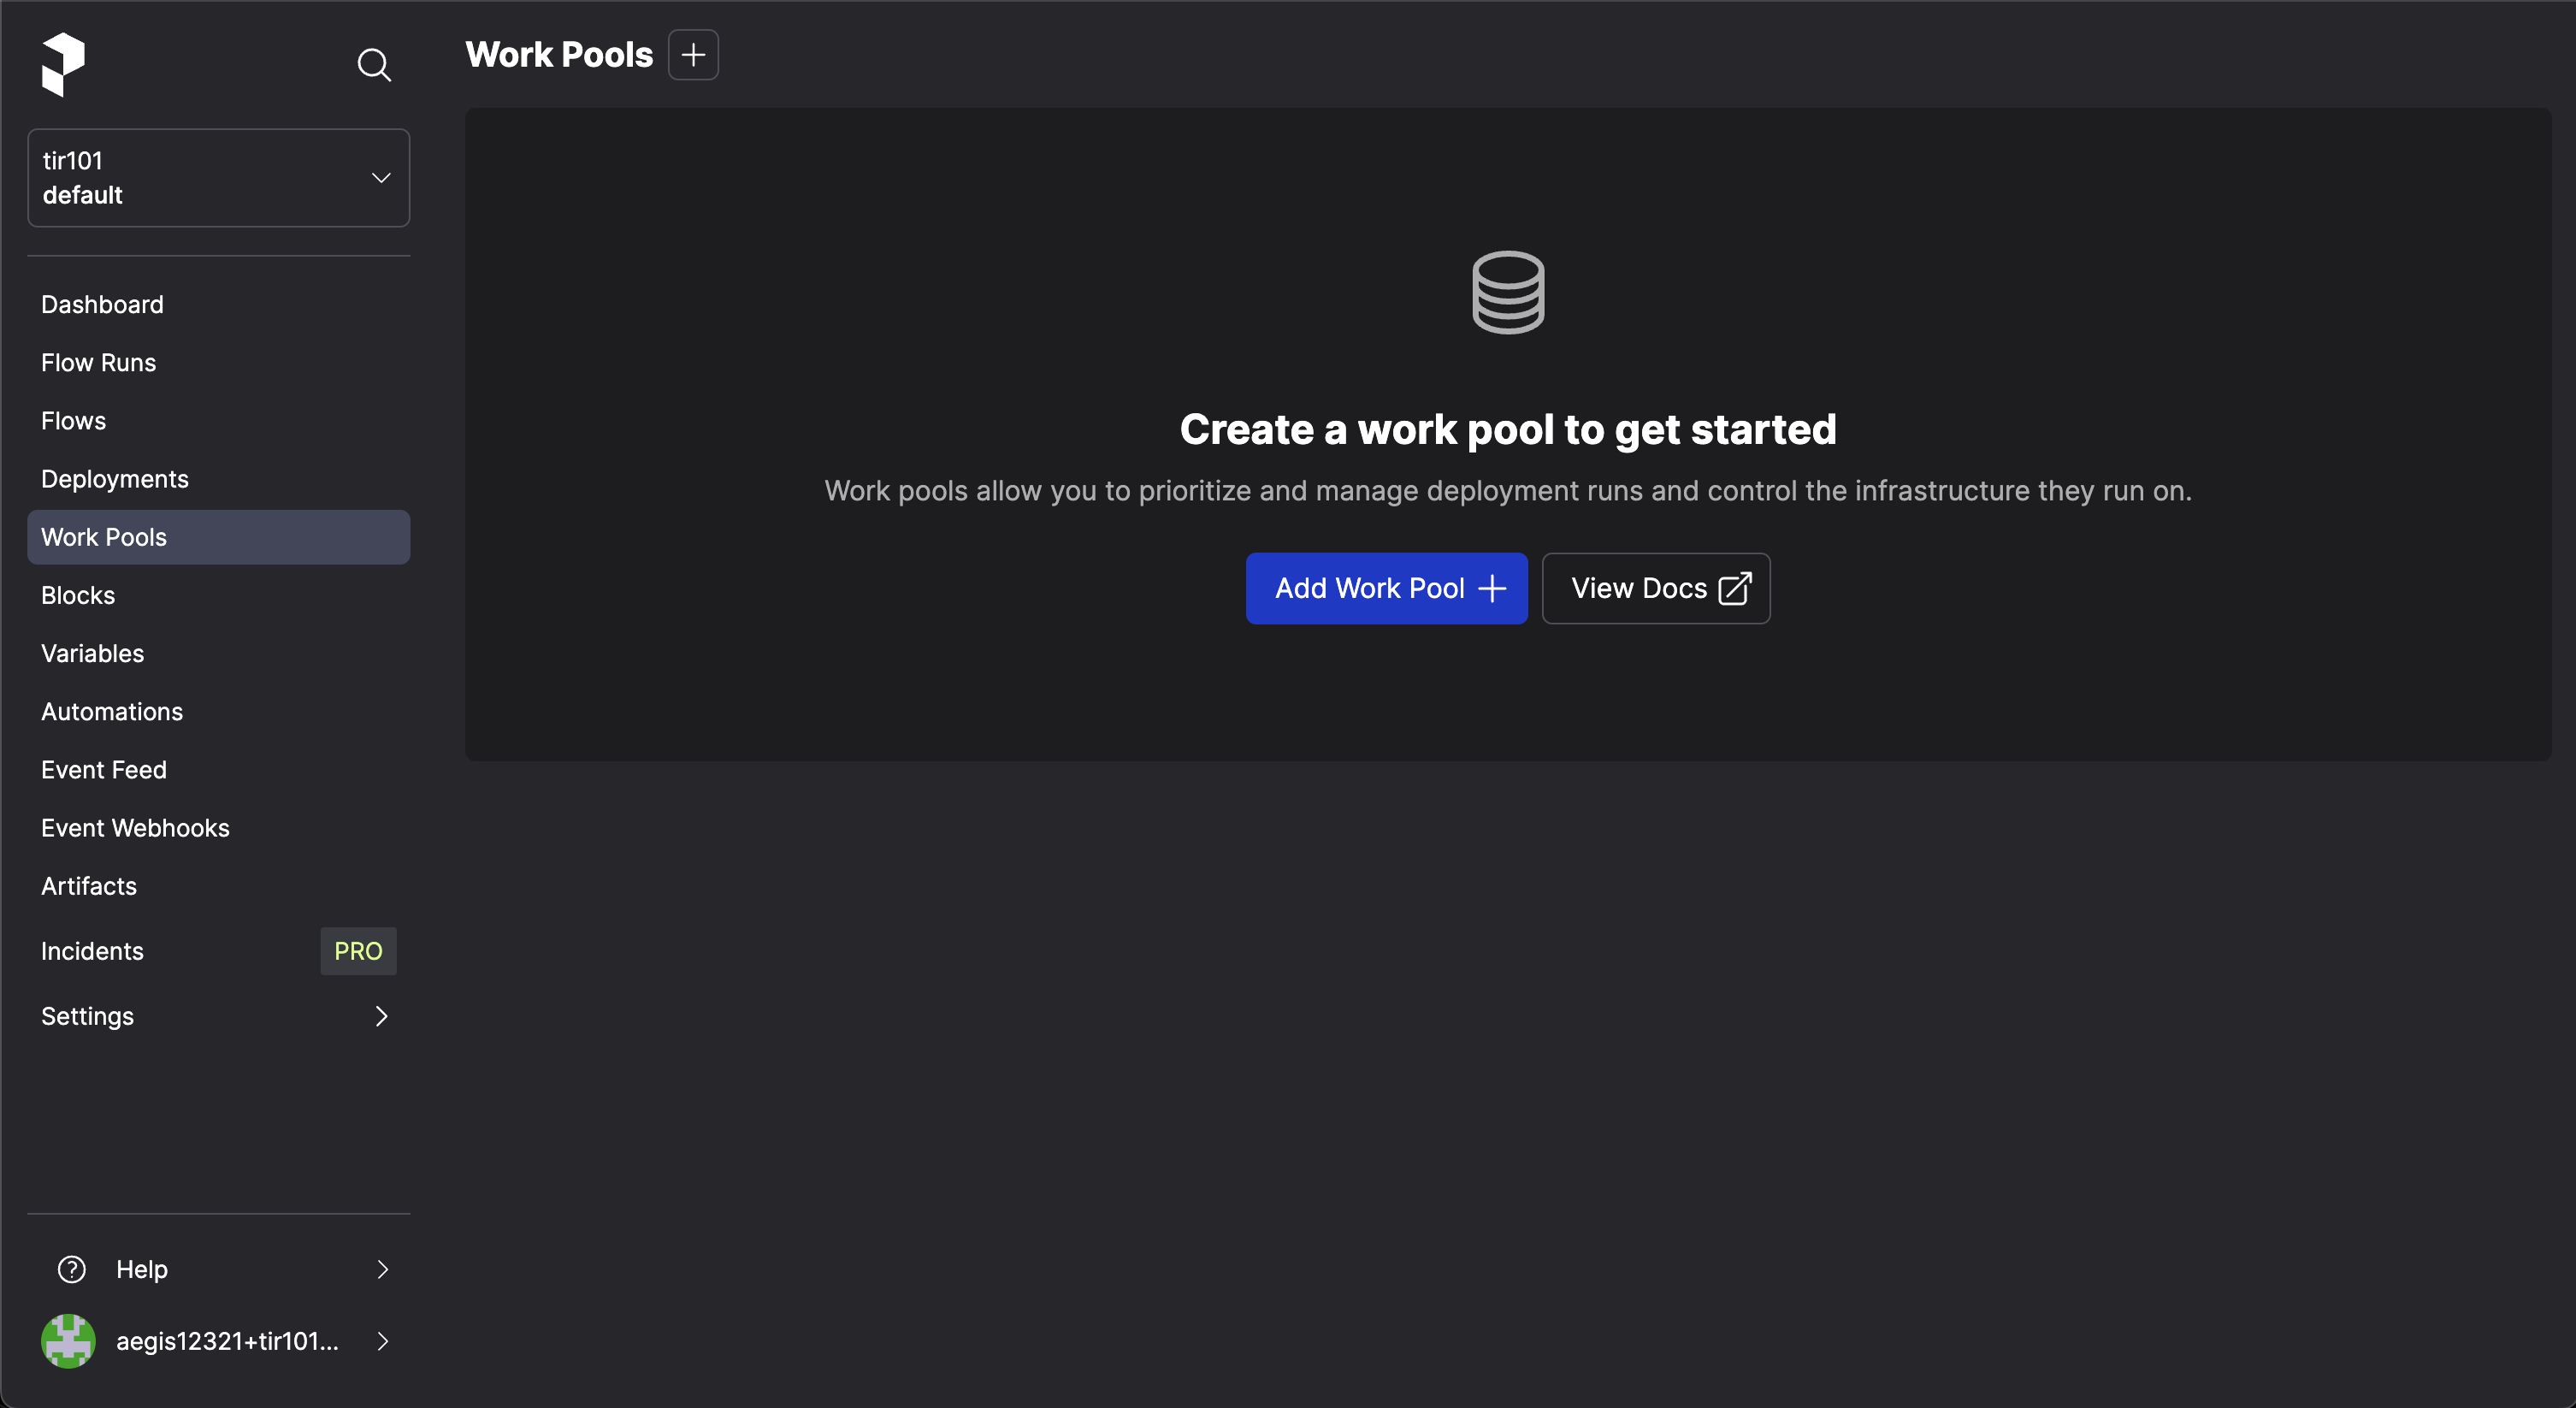 tir101
default
Dashboard
Flow Runs
Flows
Deployments
Work Pools
Blocks
Variables
Automations
Event Feed
Event Webhooks
Artifacts
Incidents PRO
Settings
Help
aegis12321+tir101...
Work Pools
Create a work pool to get started
Work pools allow you to prioritize and manage deployment runs and control the infrastructure they run on.
Add Work Pool
View Docs